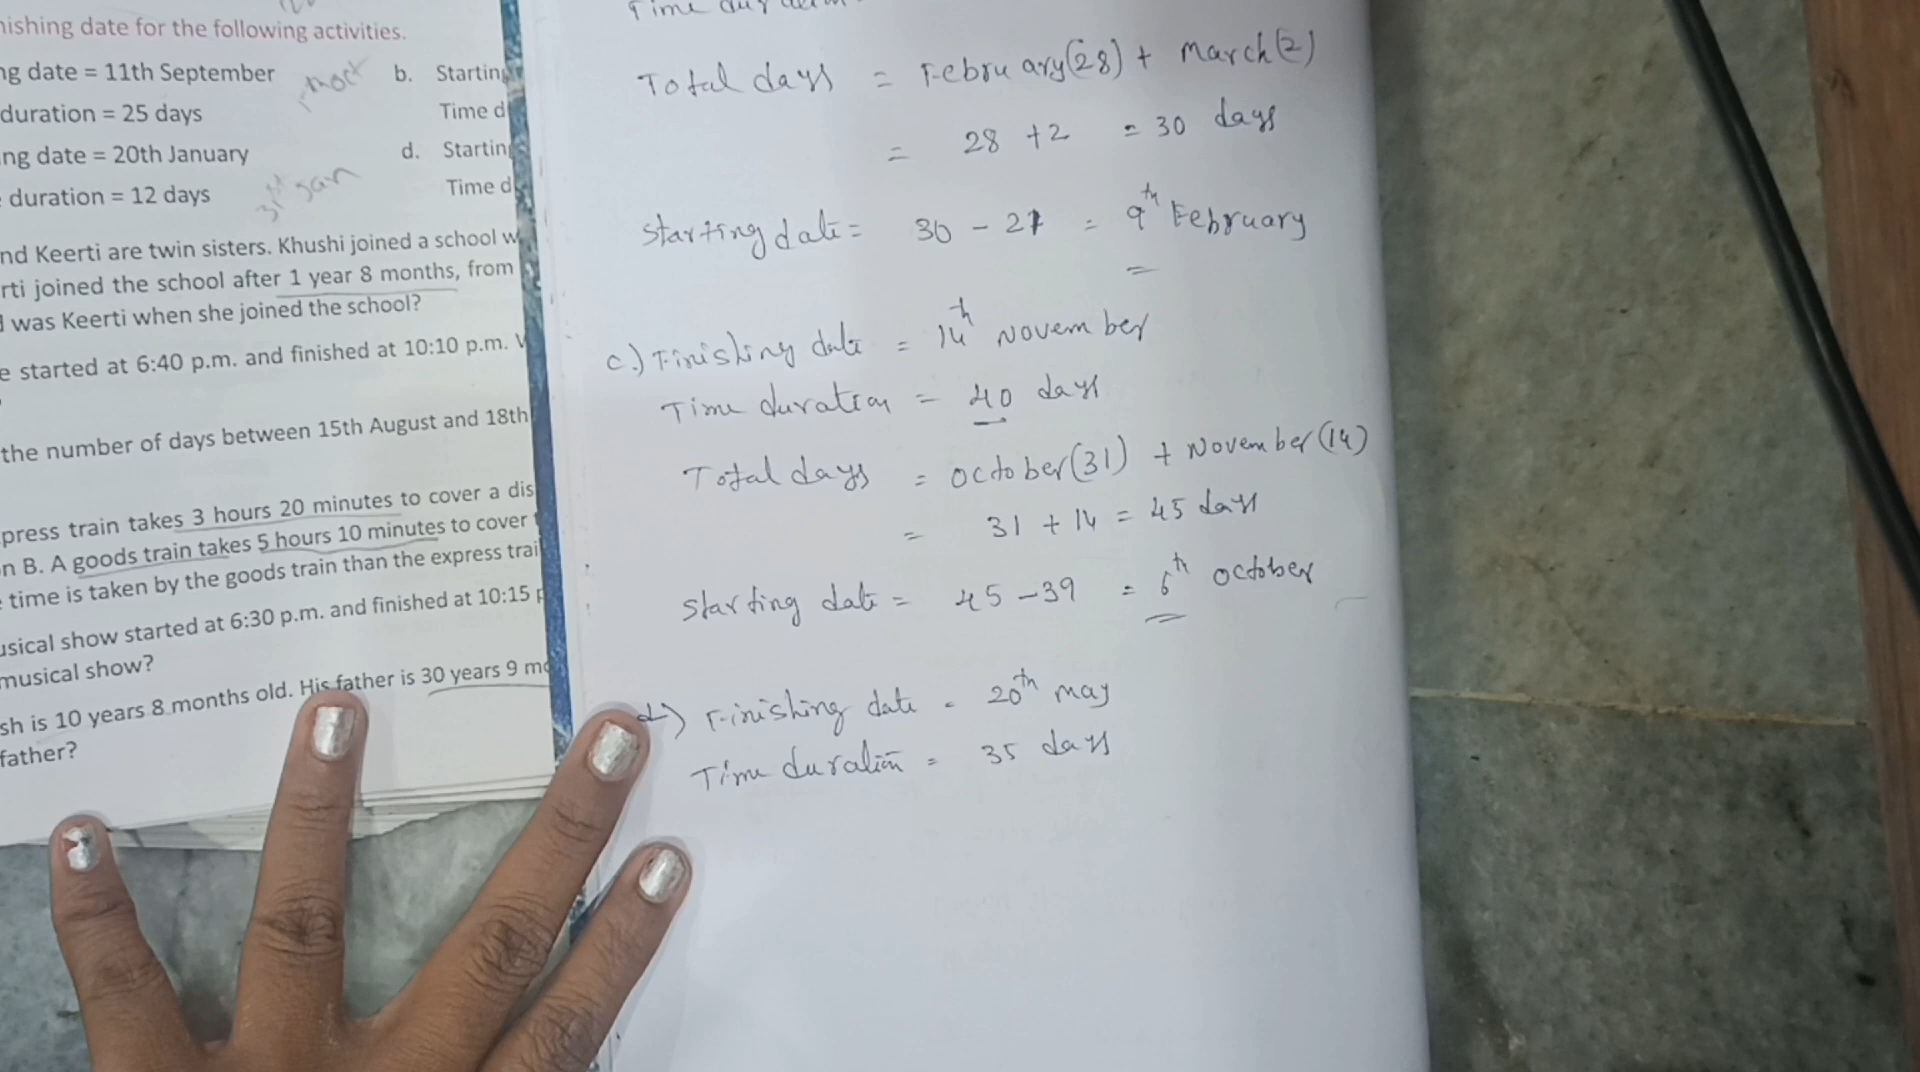 nishing date for the following activities.
ng date = 11th September
b. Starting
duration = 25 days
Time d
ng date = 20th January
d. Starting
duration = 12 days
Time d
31st Jan
nd Keerti are twin sisters. Khushi joined a school w
rti joined the school after 1 year 8 months, from
was Keerti when she joined the school?
e started at 6:40 p.m. and finished at 10:10 p.m.
the number of days between 15th August and 18th
press train takes 3 hours 20 minutes to cover a dis
n B. A goods train takes 5 hours 10 minutes to cover
time is taken by the goods train than the express trai
usical show started at 6:30 p.m. and finished at 10:15 p
musical show?
sh is 10 years 8 months old. His father is 30 years 9 mo
father?
Time duration
Total days = February(28) + March(2)
= 28 + 2 = 30 days
Starting date = 30 - 21 = 9th February
c.) Finishing date = 14th November
Time duration = 40 days
Total days = October(31) + November(14)
= 31 + 14 = 45 days
Starting date = 45 - 39 = 6th October
d) Finishing date = 20th may
Time duration = 35 days